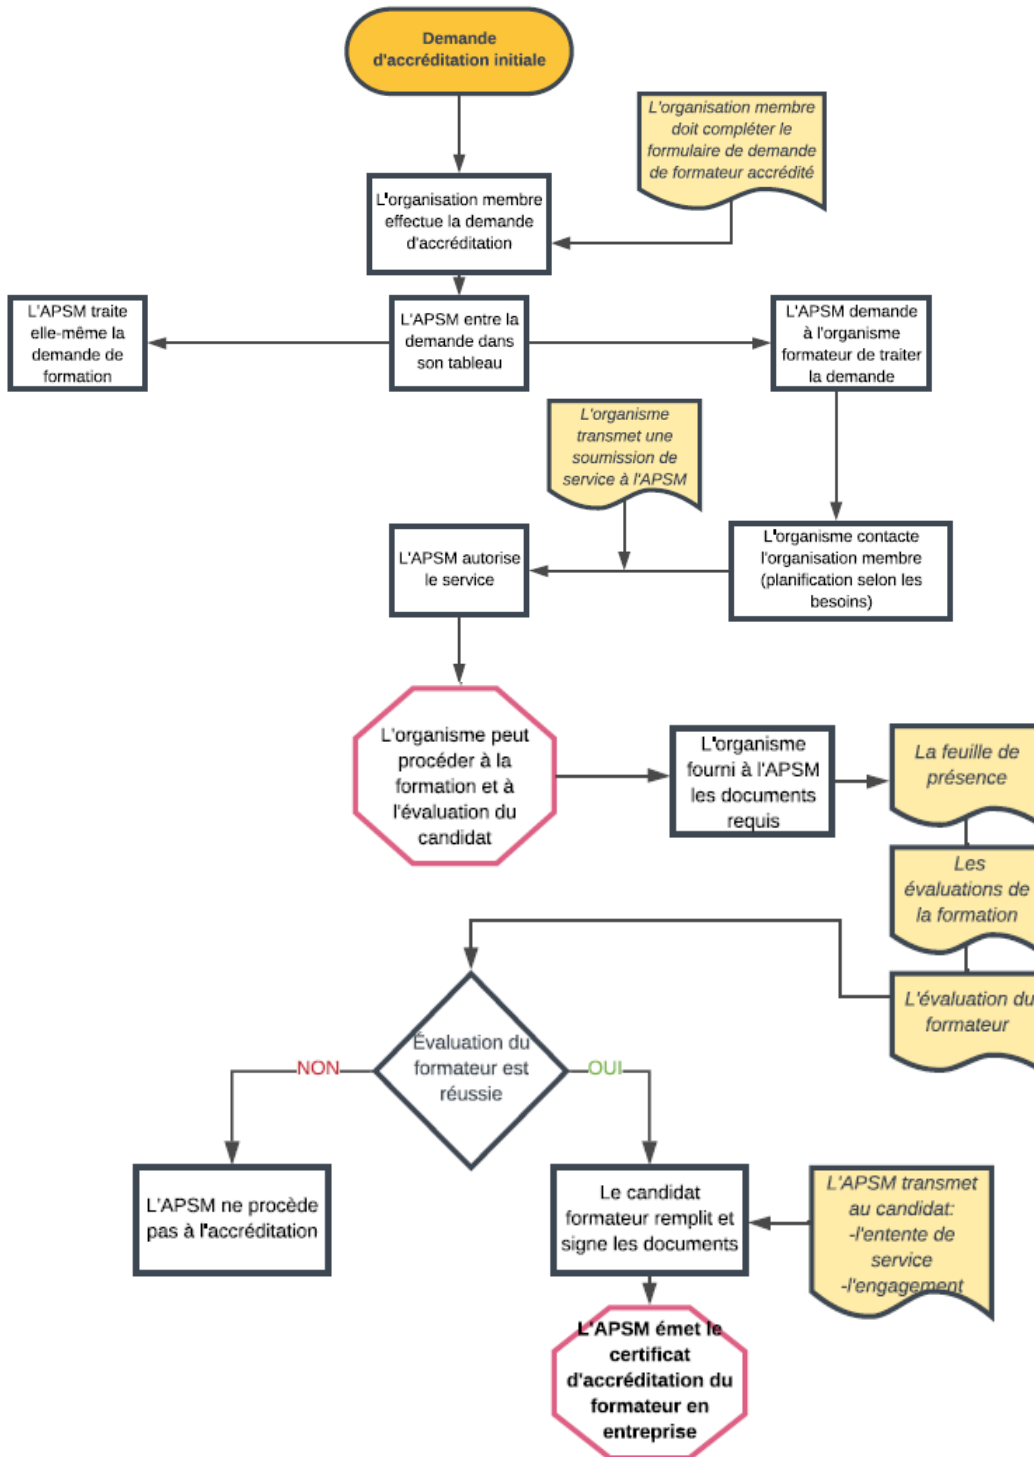 Demande
d'accréditation initiale
L'organisation membre
doit compléter le
formulaire de demande
de formateur accrédité
L'organisation membre
effectue la demande
d'accréditation
L'APSM traite
elle-même la
demande de
formation
L'APSM entre la
demande dans
son tableau
L'APSM demande
à l'organisme
formateur de traiter
la demande
L'organisme
transmet une
soumission de
service à l'APSM
L'APSM autorise
le service
L'organisme contacte
l'organisation membre
(planification selon les
besoins)
L'organisme peut
procéder à la
formation et à
l'évaluation du
candidat
L'organisme
fourni à l'APSM
les documents
requis
La feuille de
présence
Les
évaluations de
la formation
L'évaluation du
formateur
Évaluation du
formateur est
réussie
NON
OUI
L'APSM ne procède
pas à l'accréditation
Le candidat
formateur remplit et
signe les documents
L'APSM transmet
au candidat:
-l'entente de
service
-l'engagement
L'APSM émet le
certificat
d'accréditation du
formateur en
entreprise